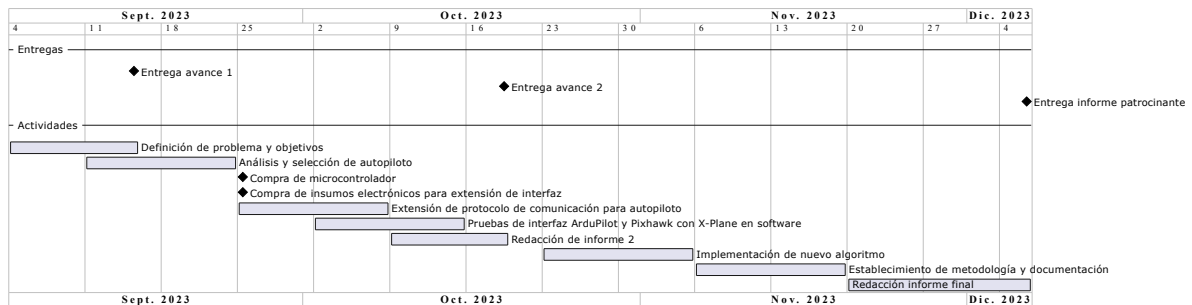 Sept. 2023 Oct. 2023 Nov. 2023 Dic. 2023
4 11 18 25 2 9 16 23 30 6 13 20 27 4
Entregas
Entrega avance 1
Entrega avance 2
Entrega informe patrocinante
Actividades
Definición de problema y objetivos
Análisis y selección de autopiloto
Compra de microcontrolador
Compra de insumos electrónicos para extensión de interfaz
Extensión de protocolo de comunicación para autopiloto
Pruebas de interfaz ArduPilot y Pixhawk con X-Plane en software
Redacción de informe 2
Implementación de nuevo algoritmo
Establecimiento de metodología y documentación
Redacción informe final
Sept. 2023 Oct. 2023 Nov. 2023 Dic. 2023